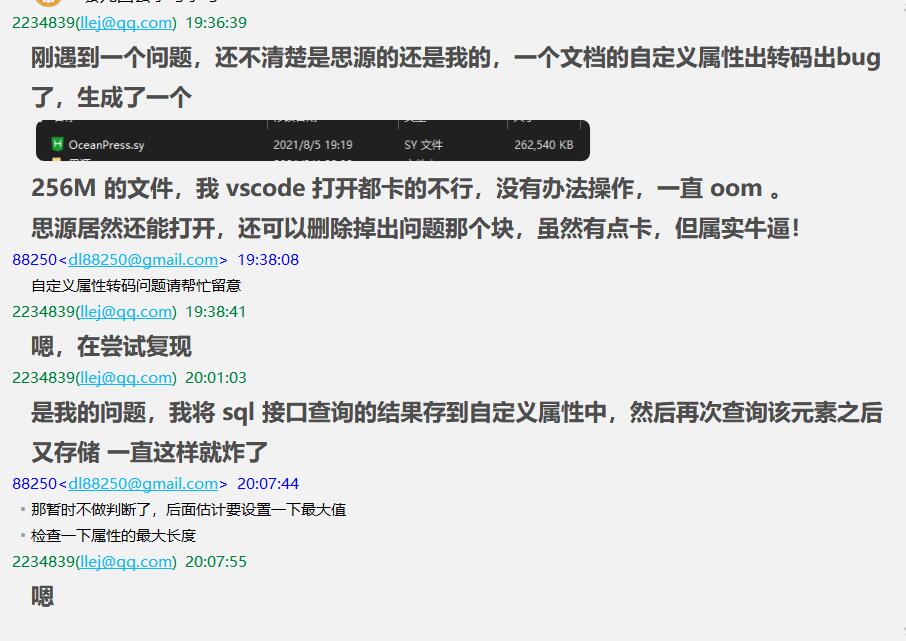 2234839(llej@qq.com) 19:36:39
刚遇到一个问题，还不清楚是思源的还是我的，一个文档的自定义属性出转码出bug
了，生成了一个
OceanPress.sy 2021/8/5 19:19 SY 文件 262,540 KB
256M 的文件，我 vscode 打开都卡的不行，没有办法操作，一直 oom 。
思源居然还能打开，还可以删除掉出问题那个块，虽然有点卡，但属实牛逼！
88250<dl88250@gmail.com> 19:38:08
自定义属性转码问题请帮忙留意
2234839(llej@qq.com) 19:38:41
嗯，在尝试复现
2234839(llej@qq.com) 20:01:03
是我的问题，我将 sql 接口查询的结果存到自定义属性中，然后再次查询该元素之后
又存储 一直这样就炸了
88250<dl88250@gmail.com> 20:07:44
• 那暂时不做判断了，后面估计要设置一下最大值
• 检查一下属性的最大长度
2234839(llej@qq.com) 20:07:55
嗯